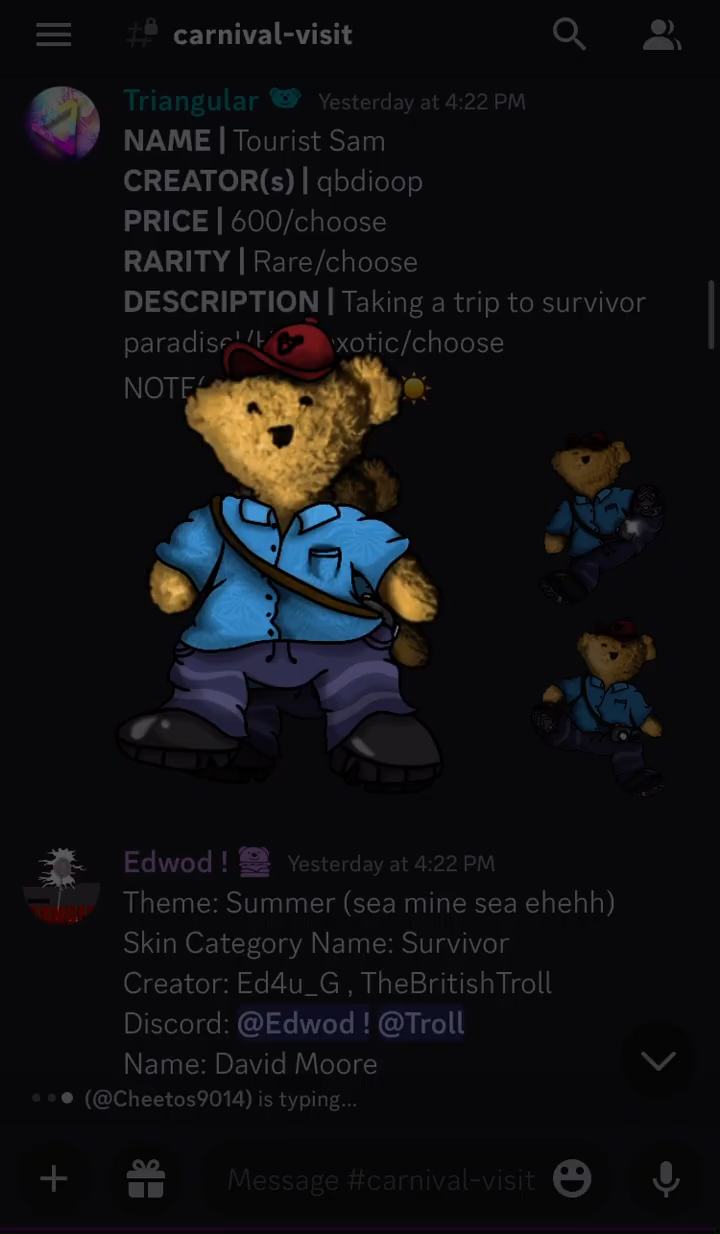 carnival-visit
Triangular Yesterday at 4:22 PM
NAME | Tourist Sam
CREATOR(s) | qbdioop
PRICE | 600/choose
RARITY | Rare/choose
DESCRIPTION | Taking a trip to survivor
exotic/choose
Edwod ! Yesterday at 4:22 PM
Theme: Summer (sea mine sea ehehh)
Skin Category Name: Survivor
Creator: Ed4u_G , TheBritishTroll
Discord: @Edwod ! @Troll
Name: David Moore
(@Cheetos9014) is typing...
Message #carnival-visit